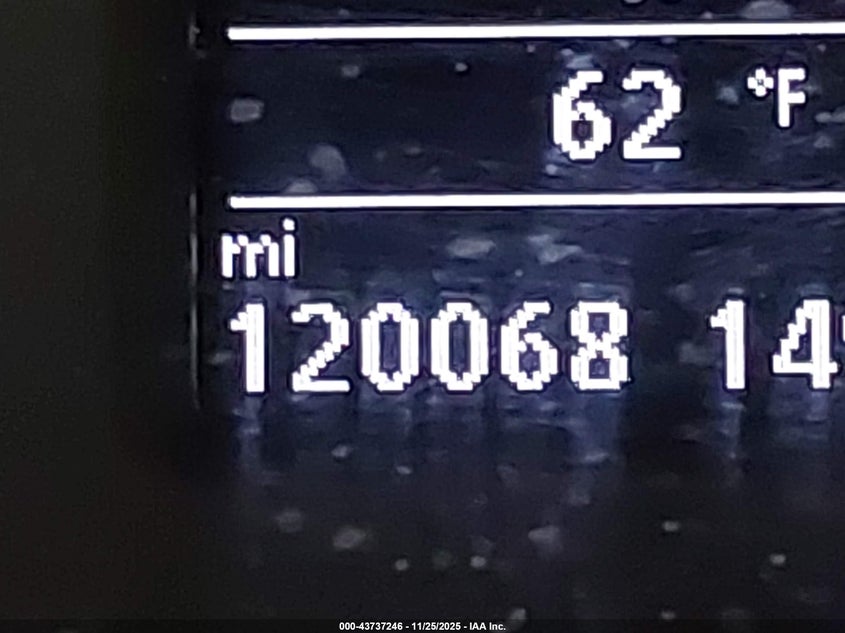 62 °F
mi
120068 14
000-43737246 - 11/25/2025 - IAA Inc.